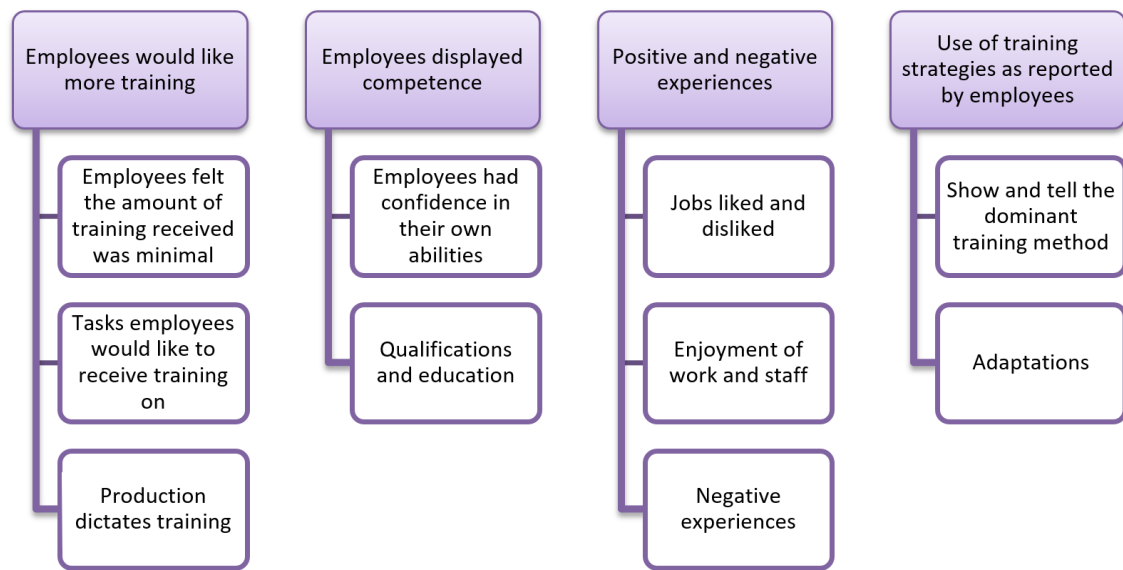 Employees would like
more training
Employees felt
the amount of
training received
was minimal
Tasks employees
would like to
receive training
on
Production
dictates training
Employees displayed
competence
Employees had
confidence in
their own
abilities
Qualifications
and education
Positive and negative
experiences
Jobs liked and
disliked
Enjoyment of
work and staff
Negative
experiences
Use of training
strategies as reported
by employees
Show and tell the
dominant
training method
Adaptations